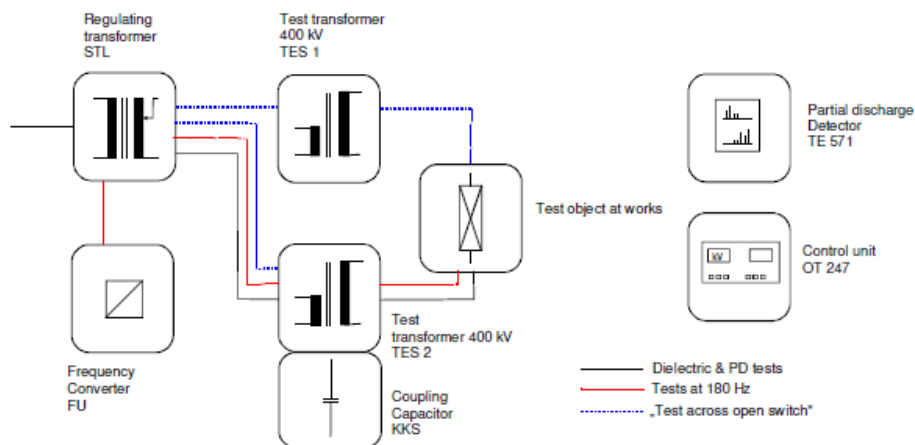 Regulating
transformer
STL
Test transformer
400 kV
TES 1
Partial discharge
Detector
TE 571
Test object at works
kV
Control unit
OT 247
Test
transformer 400 kV
TES 2
Frequency
Converter
FU
Coupling
Capacitor
KKS
Dielectric & PD tests
Tests at 180 Hz
„Test across open switch“